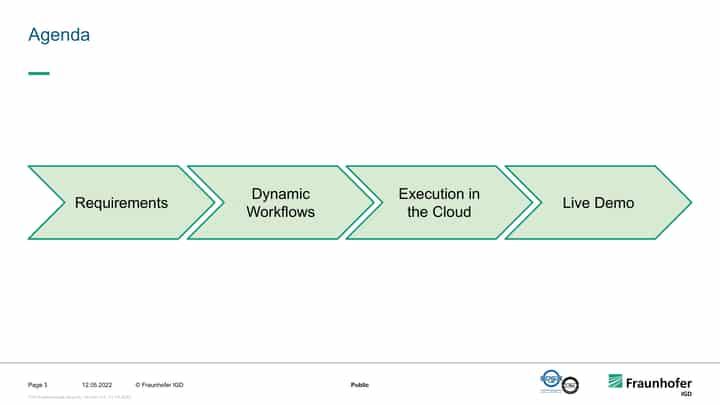 Agenda
Requirements
Dynamic
Workflows
Execution in
the Cloud
Live Demo
Page 3
12.05.2022
© Fraunhofer IGD
Public
Fraunhofer
IGD